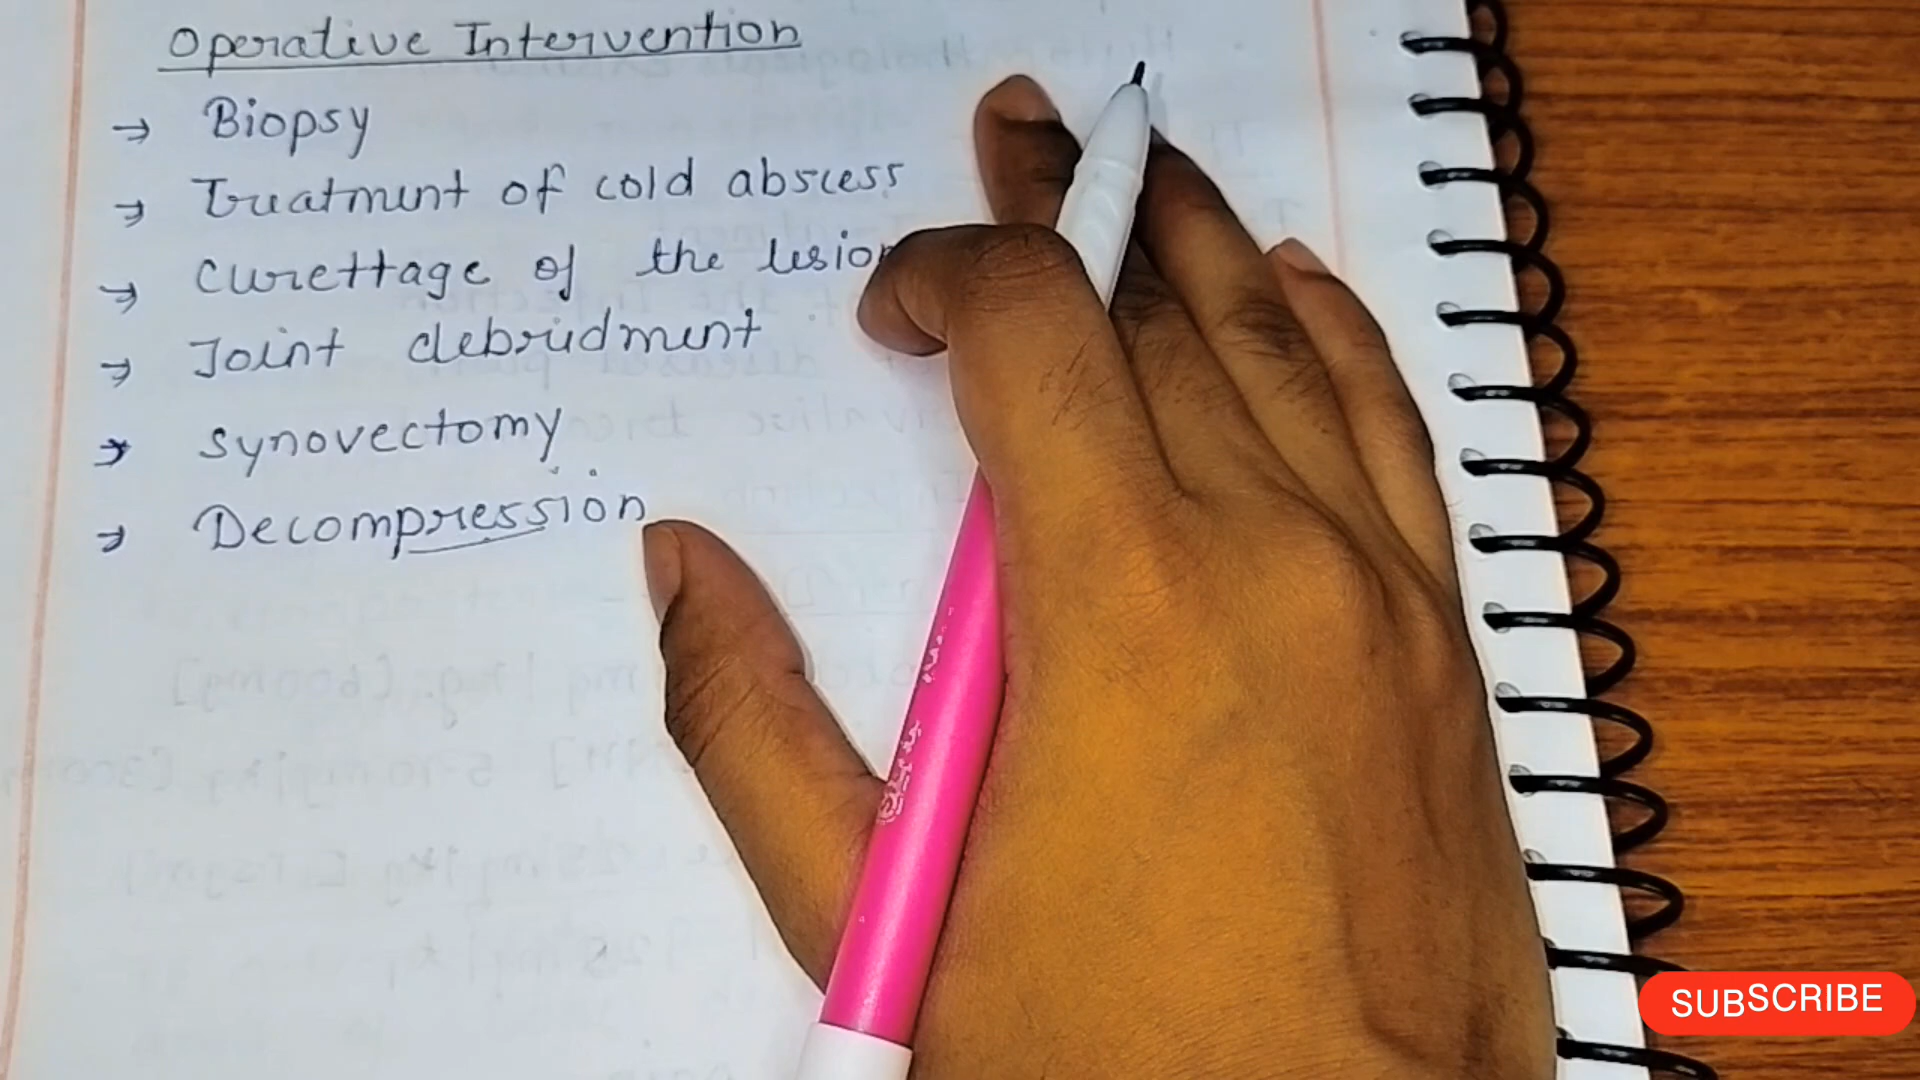 Operative Intervention
→ Biopsy
→ Treatment of cold abscess
→ Curettage of the lesion
→ Joint debridment
→ Synovectomy
→ Decompression
SUBSCRIBE